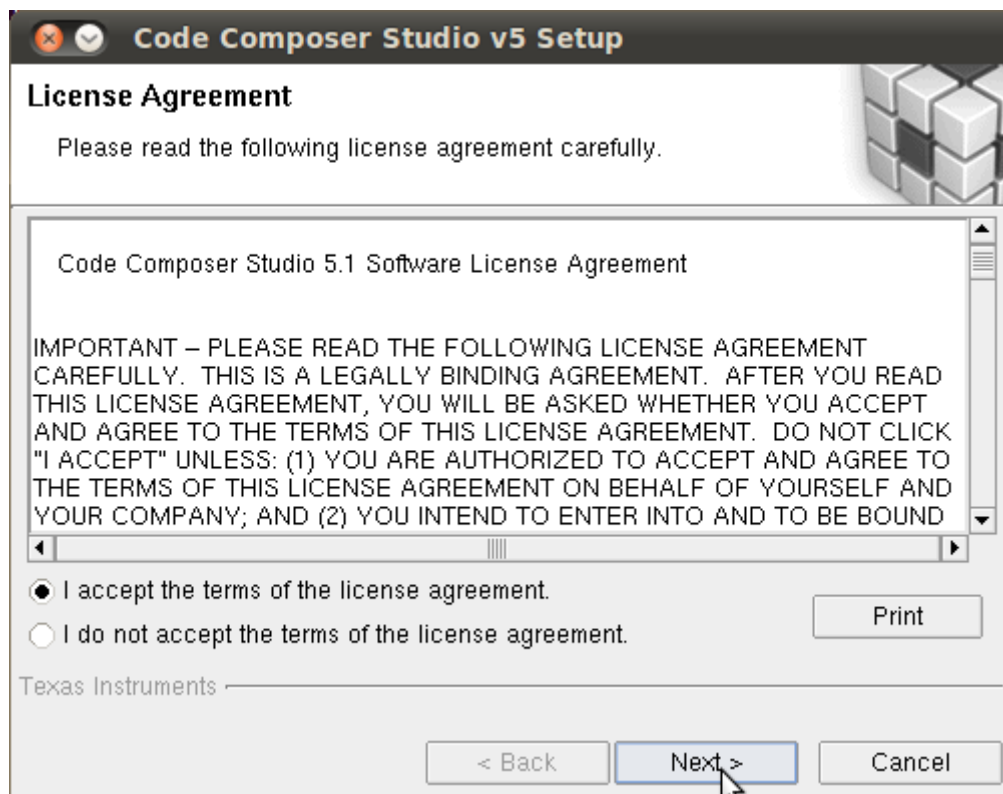 Code Composer Studio v5 Setup
License Agreement
Please read the following license agreement carefully.
Code Composer Studio 5.1 Software License Agreement
IMPORTANT – PLEASE READ THE FOLLOWING LICENSE AGREEMENT
CAREFULLY.  THIS IS A LEGALLY BINDING AGREEMENT.  AFTER YOU READ
THIS LICENSE AGREEMENT, YOU WILL BE ASKED WHETHER YOU ACCEPT
AND AGREE TO THE TERMS OF THIS LICENSE AGREEMENT.  DO NOT CLICK
"I ACCEPT" UNLESS: (1) YOU ARE AUTHORIZED TO ACCEPT AND AGREE TO
THE TERMS OF THIS LICENSE AGREEMENT ON BEHALF OF YOURSELF AND
YOUR COMPANY; AND (2) YOU INTEND TO ENTER INTO AND TO BE BOUND
I accept the terms of the license agreement.
I do not accept the terms of the license agreement.
Print
Texas Instruments
< Back
Next >
Cancel